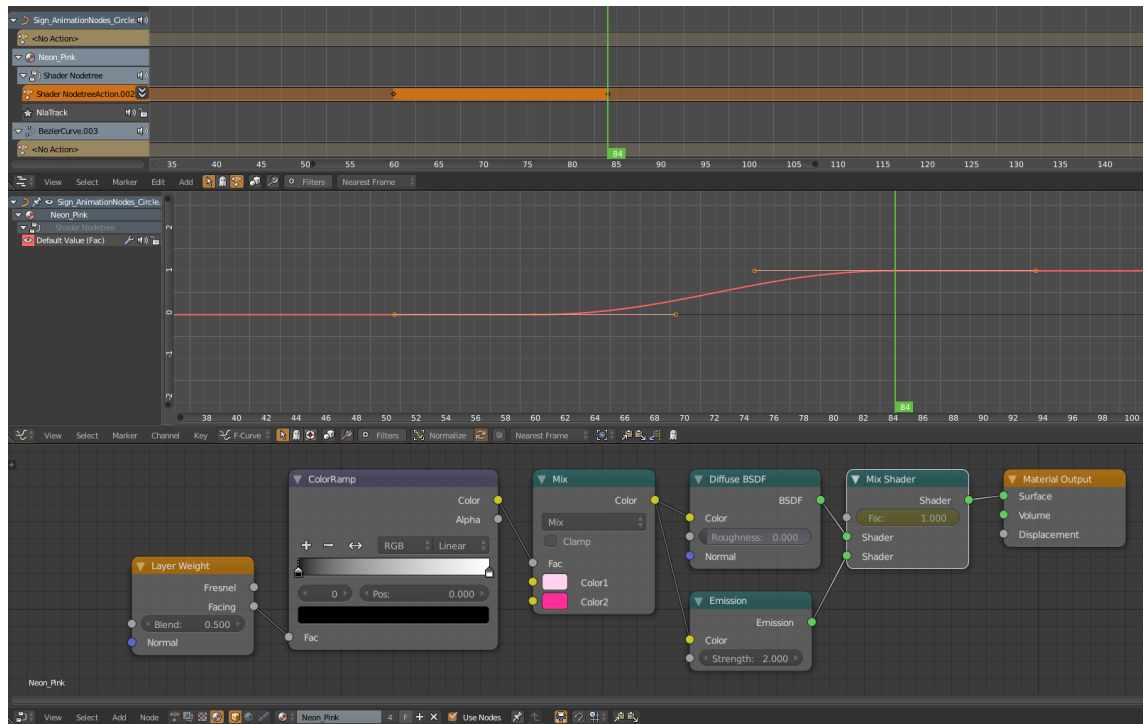 Sign_AnimationNodes_Circle.
<No Action>
Neon_Pink
Shader Nodetree
Shader NodetreeAction.002
NlaTrack
BezierCurve.003
<No Action>
84
35 40 45 50 55 60 65 70 75 80 85 90 95 100 105 110 115 120 125 130 135 140
View Select Marker Edit Add Filters Nearest Frame
Sign_AnimationNodes_Circle.
Neon_Pink
Shader Nodetree
Default Value (Fac)
2
1
0
-1
-2
84
38 40 42 44 46 48 50 52 54 56 58 60 62 64 66 68 70 72 74 76 78 80 82 84 86 88 90 92 94 96 98 100
View Select Marker Channel Key F-Curve Filters Normalize Nearest Frame
Layer Weight
Fresnel
Facing
Blend: 0.500
Normal
ColorRamp
Color
Alpha
+ − RGB Linear
0 Pos: 0.000
Fac
Mix
Color
Mix
Clamp
Fac
Color1
Color2
Diffuse BSDF
BSDF
Color
Roughness: 0.000
Normal
Emission
Emission
Color
Strength: 2.000
Mix Shader
Shader
Fac: 1.000
Shader
Shader
Material Output
Surface
Volume
Displacement
Neon_Pink
View Select Add Node Neon_Pink 4 F Use Nodes